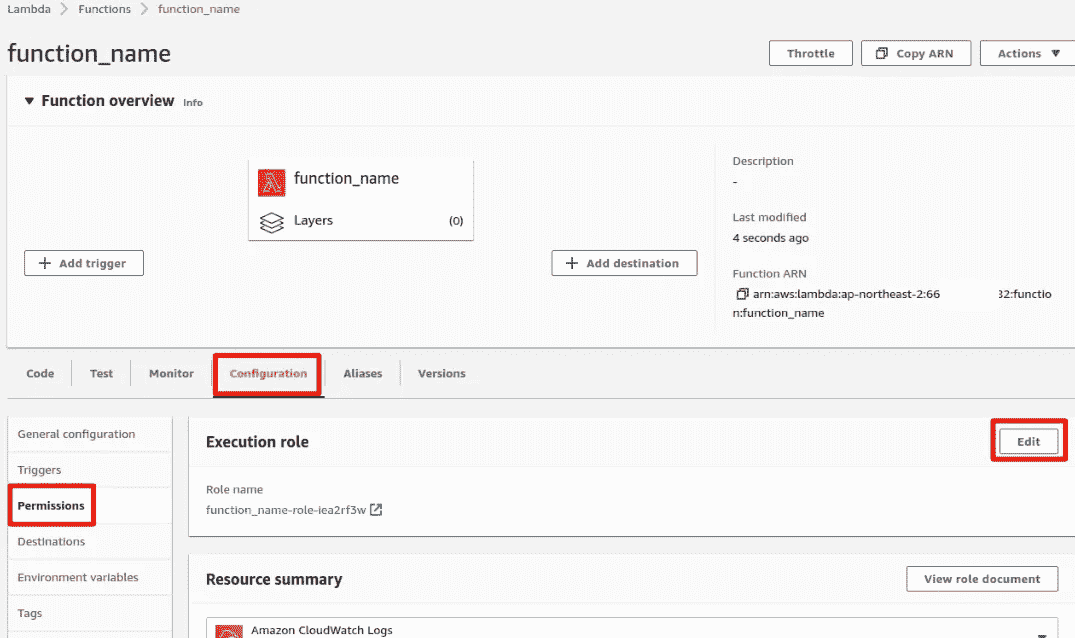 Lambda > Functions > function_name
function_name
Throttle
Copy ARN
Actions ▼
▼ Function overview Info
function_name
Layers (0)
+ Add trigger
+ Add destination
Description
-
Last modified
4 seconds ago
Function ARN
arn:aws:lambda:ap-northeast-2:66 32:functio
n:function_name
Code
Test
Monitor
Configuration
Aliases
Versions
General configuration
Triggers
Permissions
Destinations
Environment variables
Tags
Execution role
Edit
Role name
function_name-role-iea2rf3w
Resource summary
View role document
Amazon CloudWatch Logs